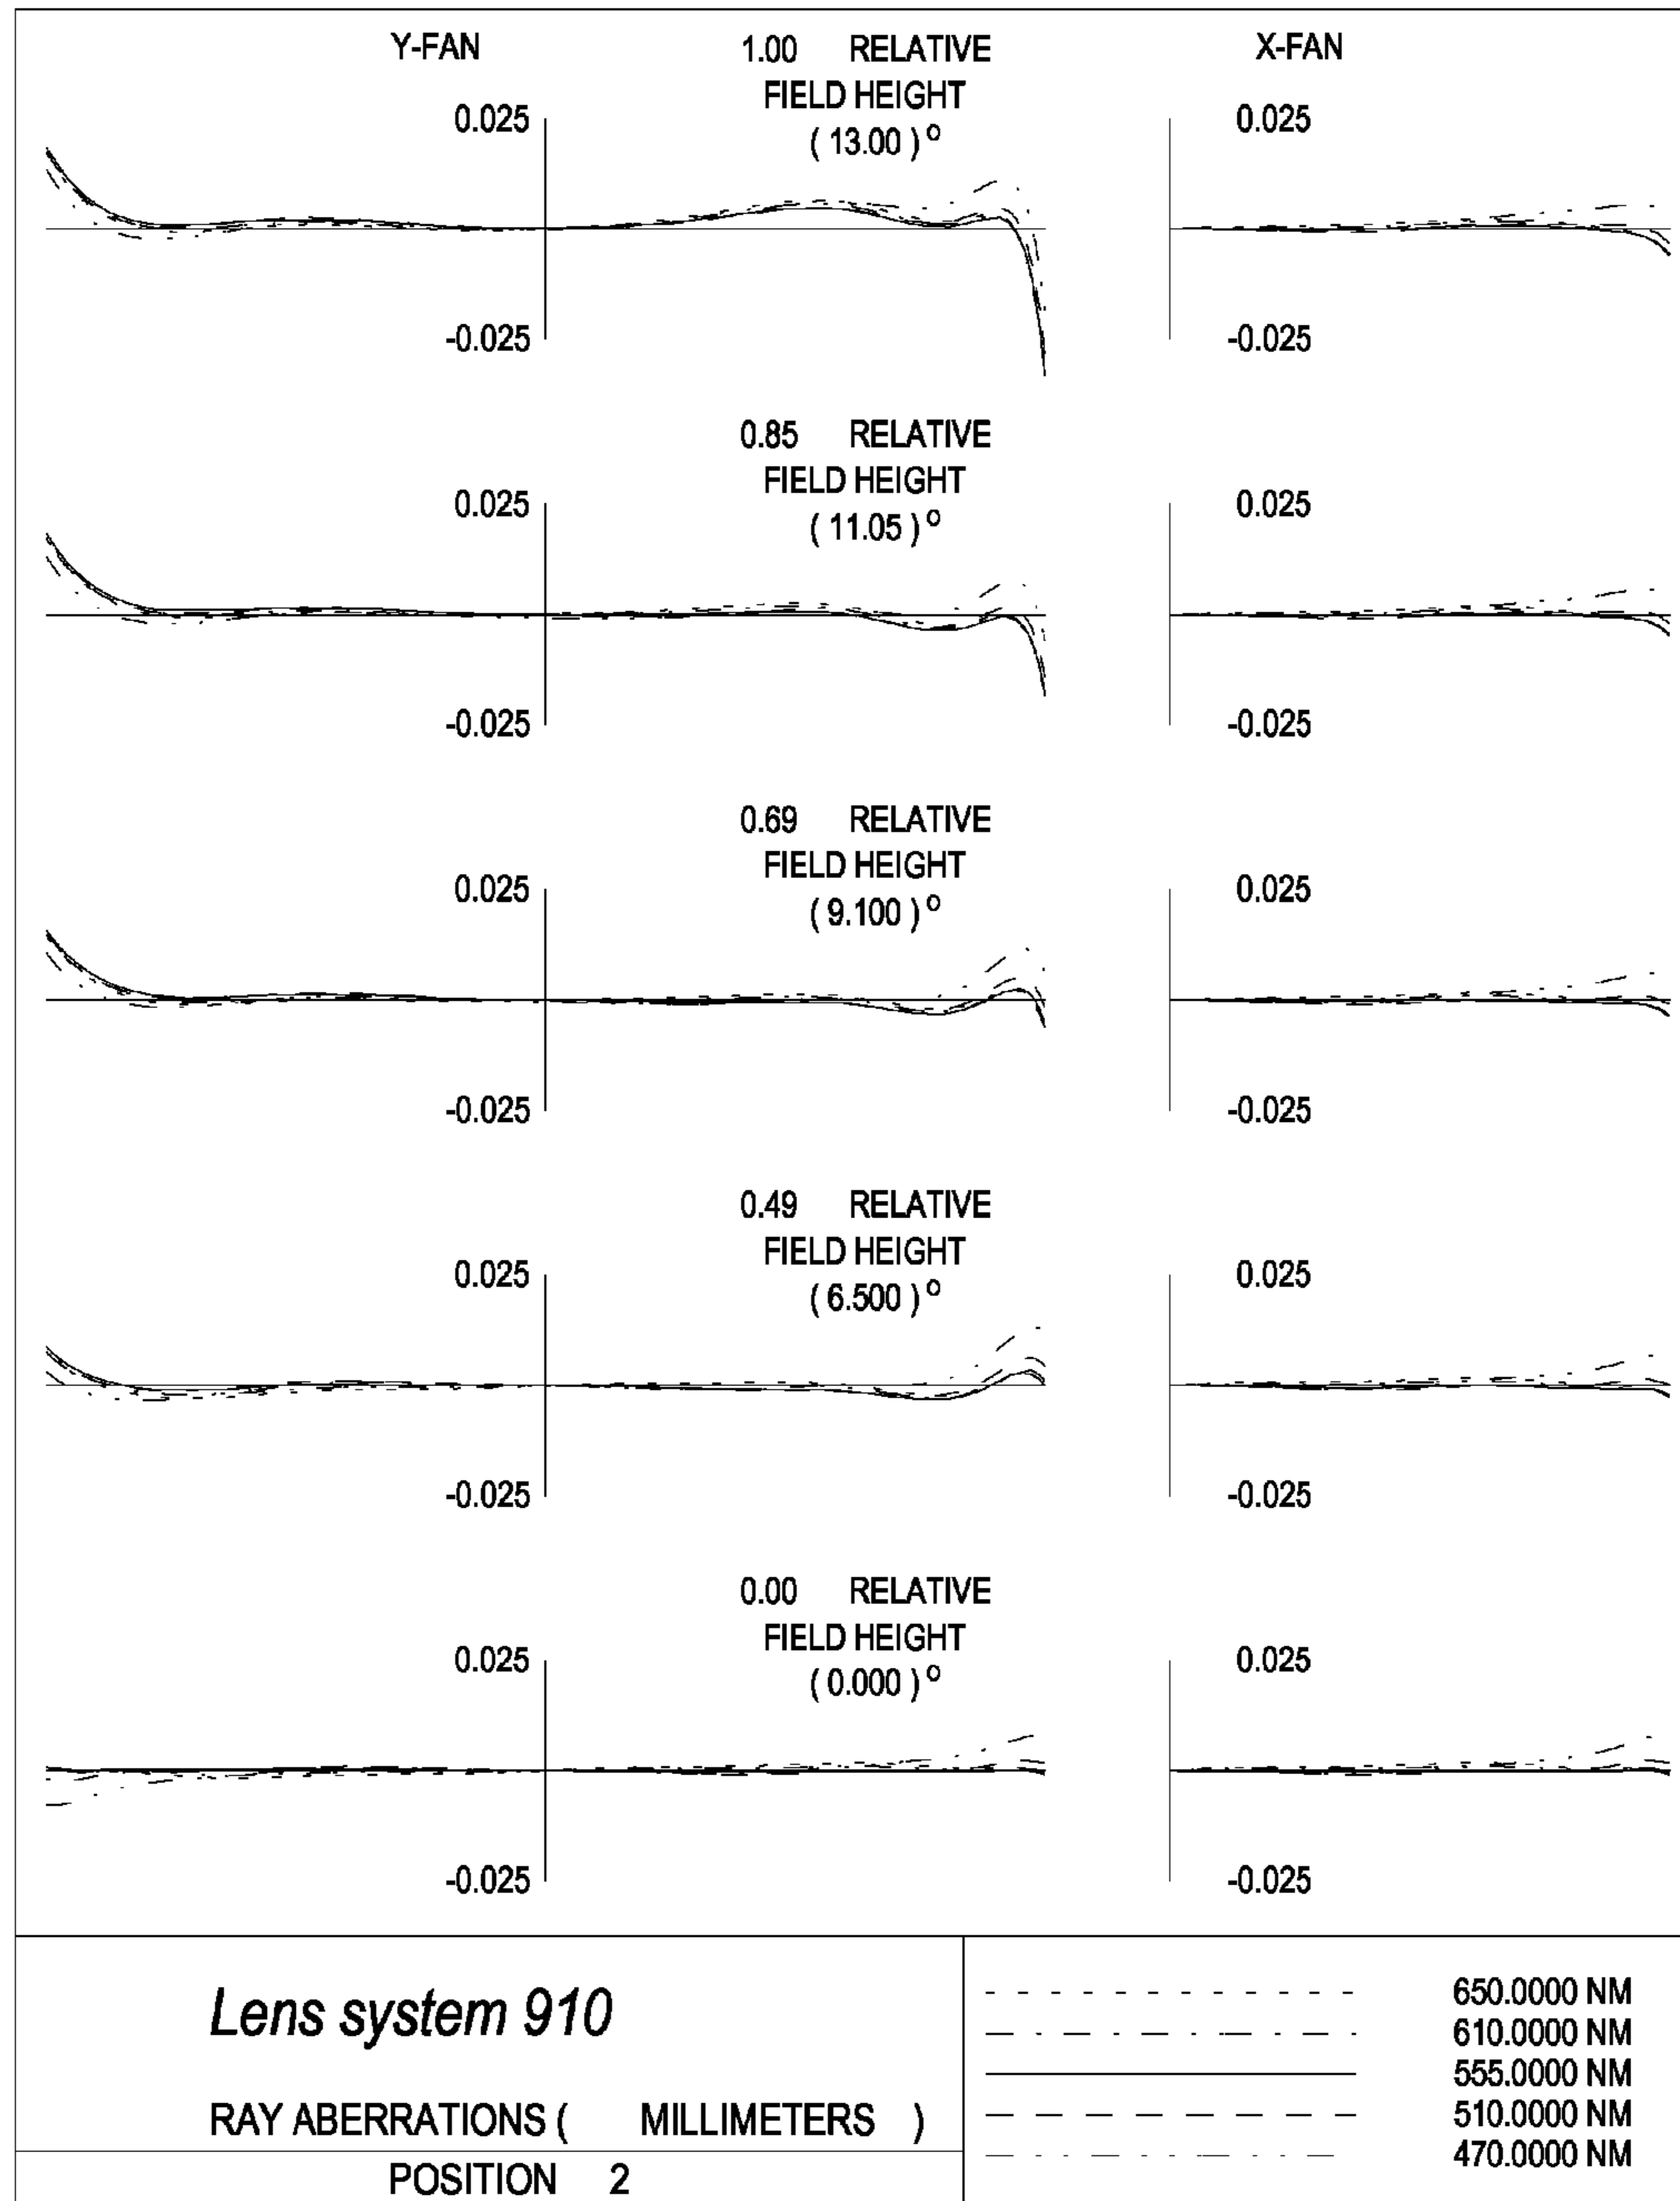 Y-FAN 1.00 RELATIVE X-FAN
FIELD HEIGHT
0.025 ( 13.00 ) O 0.025
-0.025 -0.025
0.85 RELATIVE
FIELD HEIGHT
0.025 ( 11.05 ) O 0.025
-0.025 -0.025
0.69 RELATIVE
FIELD HEIGHT
0.025 ( 9.100 ) O 0.025
-0.025 -0.025
0.49 RELATIVE
FIELD HEIGHT
0.025 ( 6.500 ) O 0.025
-0.025 -0.025
0.00 RELATIVE
FIELD HEIGHT
0.025 ( 0.000 ) O 0.025
-0.025 -0.025
Lens system 910
RAY ABERRATIONS ( MILLIMETERS )
POSITION 2
650.0000 NM
610.0000 NM
555.0000 NM
510.0000 NM
470.0000 NM